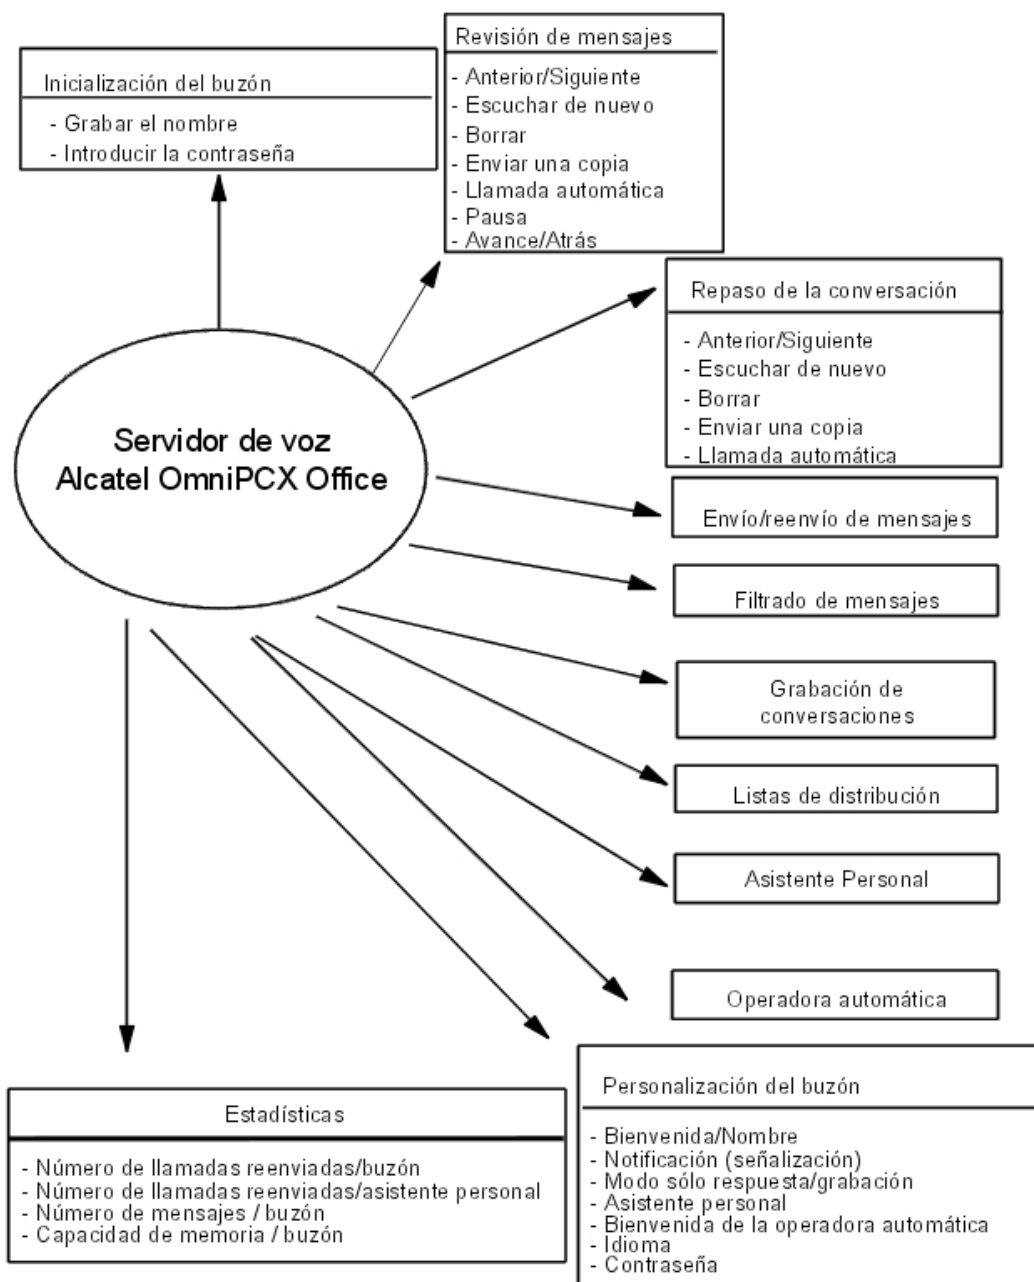 Revisión de mensajes
- Anterior/Siguiente
- Escuchar de nuevo
- Borrar
- Enviar una copia
- Llamada automática
- Pausa
- Avance/Atrás
Inicialización del buzón
- Grabar el nombre
- Introducir la contraseña
Repaso de la conversación
- Anterior/Siguiente
- Escuchar de nuevo
- Borrar
- Enviar una copia
- Llamada automática
Servidor de voz
Alcatel OmniPCX Office
Envío/reenvío de mensajes
Filtrado de mensajes
Grabación de
conversaciones
Listas de distribución
Asistente Personal
Operadora automática
Personalización del buzón
- Bienvenida/Nombre
- Notificación (señalización)
- Modo sólo respuesta/grabación
- Asistente personal
- Bienvenida de la operadora automática
- Idioma
- Contraseña
Estadísticas
- Número de llamadas reenviadas/buzón
- Número de llamadas reenviadas/asistente personal
- Número de mensajes / buzón
- Capacidad de memoria / buzón